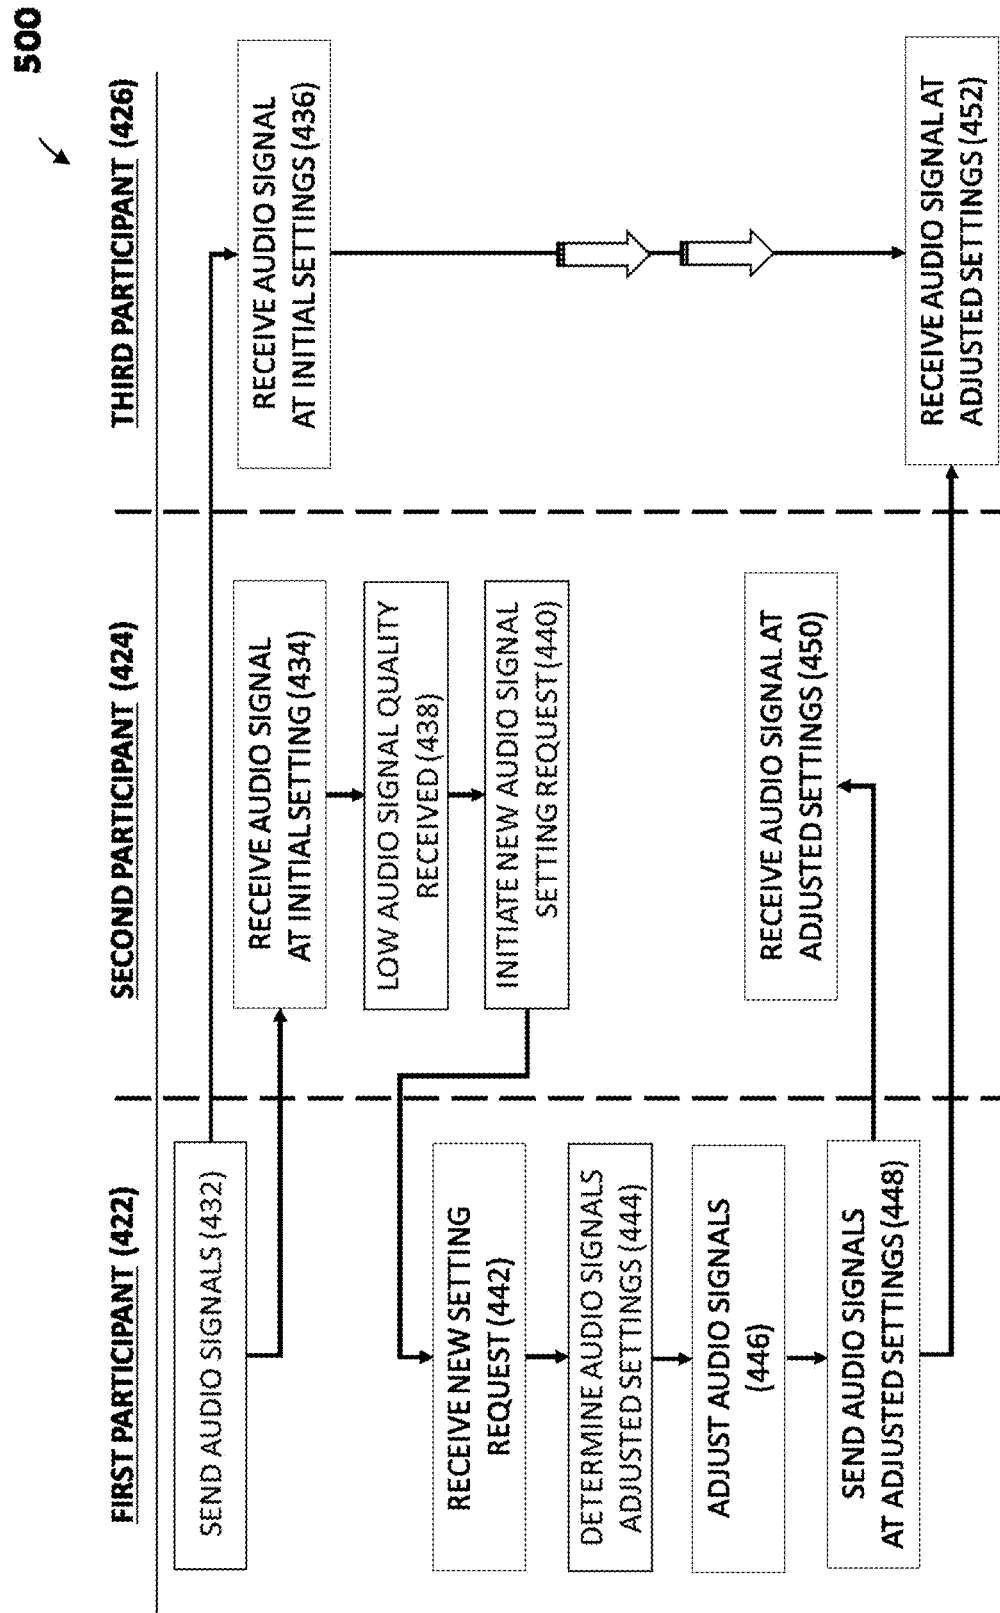 500
FIRST PARTICIPANT (422)
SECOND PARTICIPANT (424)
THIRD PARTICIPANT (426)
SEND AUDIO SIGNALS (432)
RECEIVE AUDIO SIGNAL
AT INITIAL SETTING (434)
RECEIVE AUDIO SIGNAL
AT INITIAL SETTINGS (436)
LOW AUDIO SIGNAL QUALITY
RECEIVED (438)
INITIATE NEW AUDIO SIGNAL
SETTING REQUEST (440)
RECEIVE NEW SETTING
REQUEST (442)
DETERMINE AUDIO SIGNALS
ADJUSTED SETTINGS (444)
ADJUST AUDIO SIGNALS
(446)
SEND AUDIO SIGNALS
AT ADJUSTED SETTINGS (448)
RECEIVE AUDIO SIGNAL AT
ADJUSTED SETTINGS (450)
RECEIVE AUDIO SIGNAL AT
ADJUSTED SETTINGS (452)